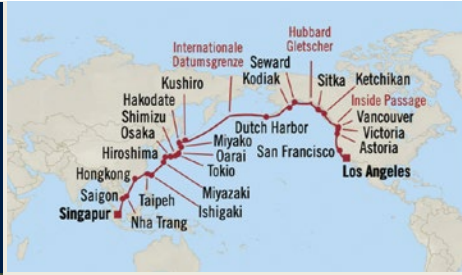 Internationale
Datumsgrenze
Hubbard
Gletscher
Seward
Kodiak
Sitka
Ketchikan
Inside Passage
Vancouver
Victoria
Astoria
San Francisco
Los Angeles
Dutch Harbor
Kushiro
Hakodate
Shimizu
Osaka
Hiroshima
Miyako
Oarai
Tokio
Miyazaki
Ishigaki
Hongkong
Taipeh
Saigon
Singapur
Nha Trang